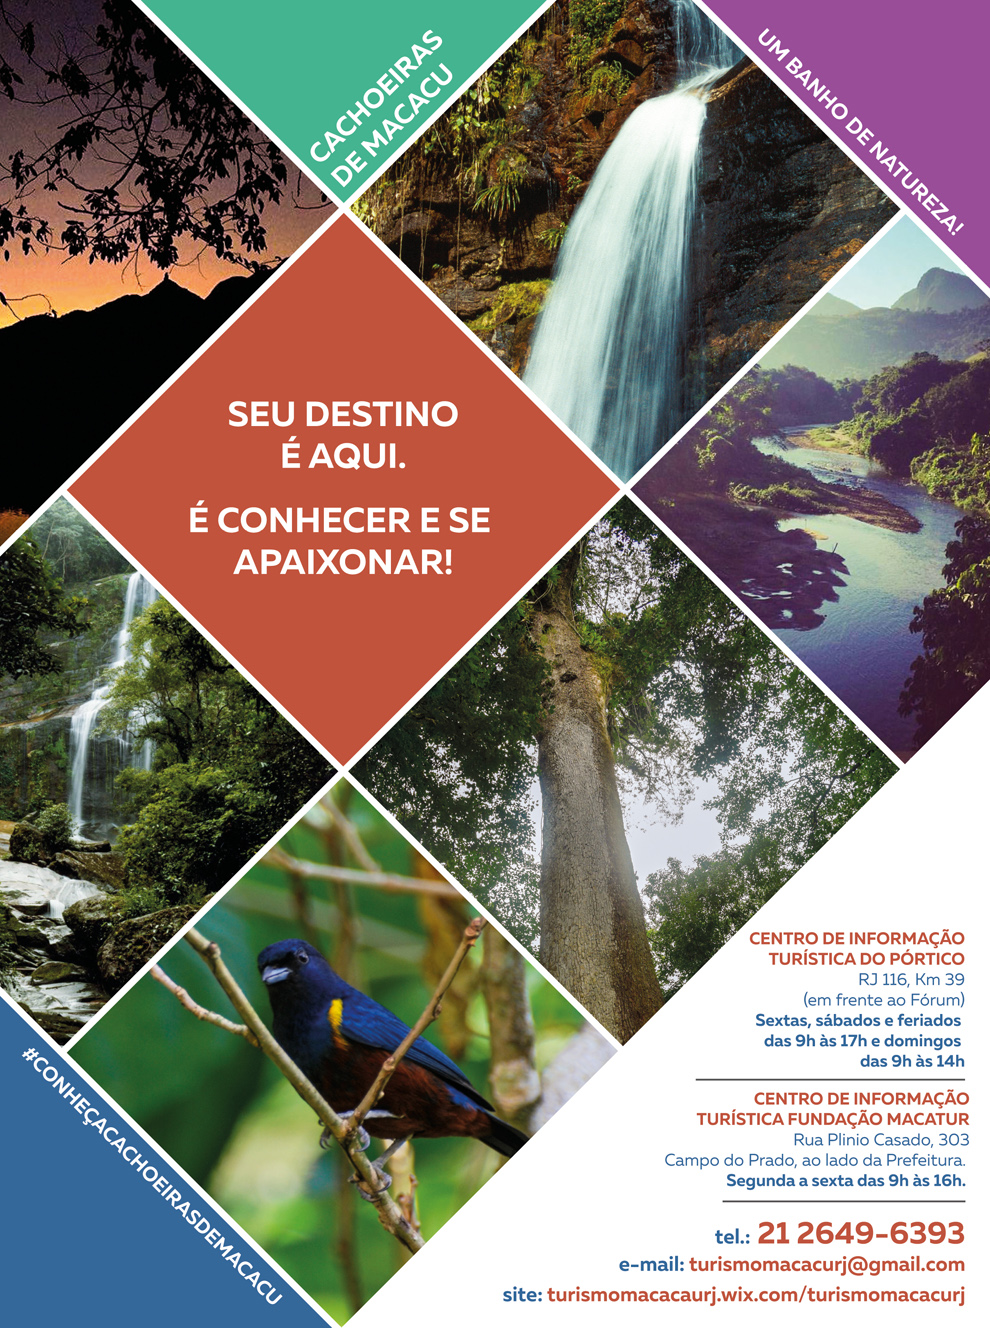 CACHOEIRAS
DE MACACU
UM BANHO DE NATUREZA!
SEU DESTINO
É AQUI.
É CONHECER E SE
APAIXONAR!
#CONHEÇACACHOEIRASDEMACACU
CENTRO DE INFORMAÇÃO
TURÍSTICA DO PÓRTICO
RJ 116, Km 39
(em frente ao Fórum)
Sextas, sábados e feriados
das 9h às 17h e domingos
das 9h às 14h
CENTRO DE INFORMAÇÃO
TURÍSTICA FUNDAÇÃO MACATUR
Rua Plinio Casado, 303
Campo do Prado, ao lado da Prefeitura.
Segunda a sexta das 9h às 16h.
tel.: 21 2649-6393
e-mail: turismomacacurj@gmail.com
site: turismomacacaurj.wix.com/turismomacacurj